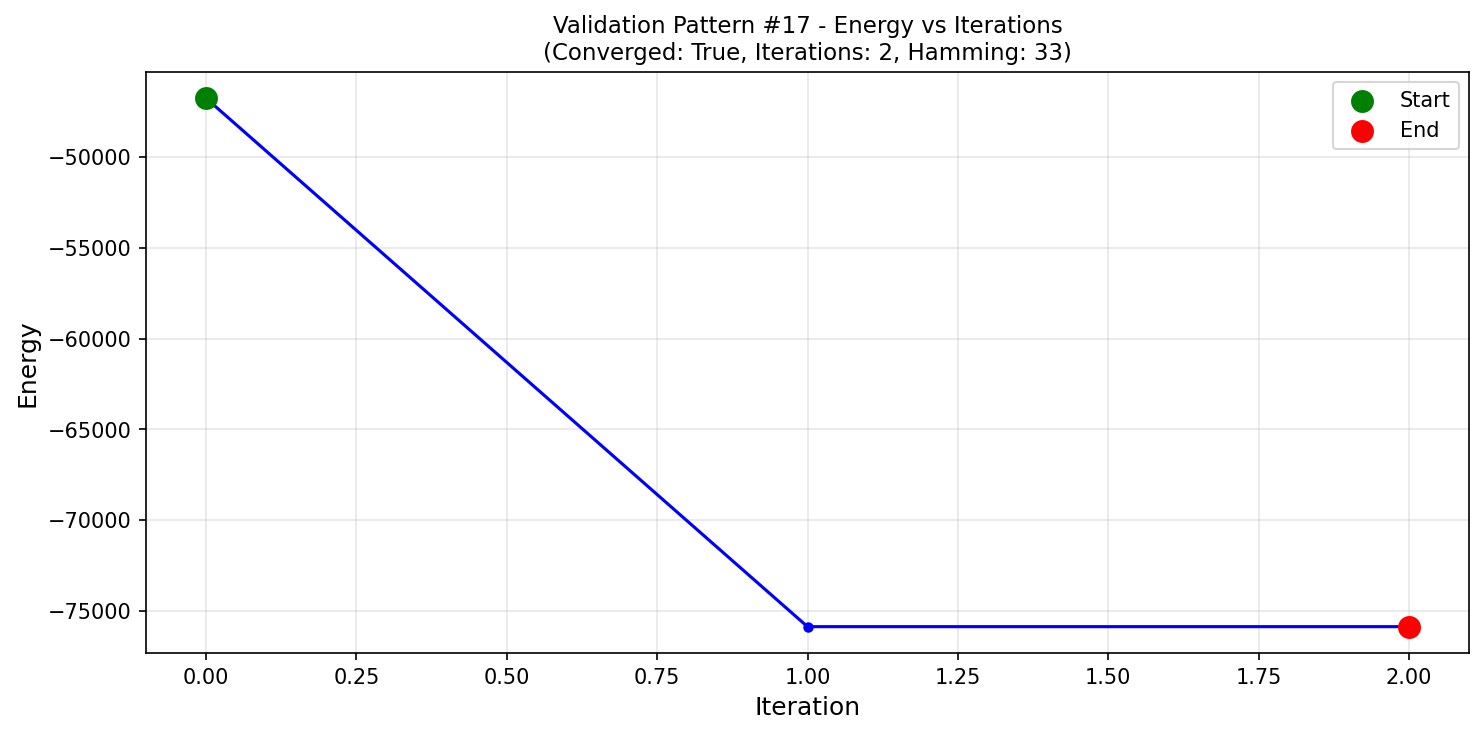 Validation Pattern #17 - Energy vs Iterations
(Converged: True, Iterations: 2, Hamming: 33)
Start
End
Energy
−50000
−55000
−60000
−65000
−70000
−75000
0.00 0.25 0.50 0.75 1.00 1.25 1.50 1.75 2.00
Iteration